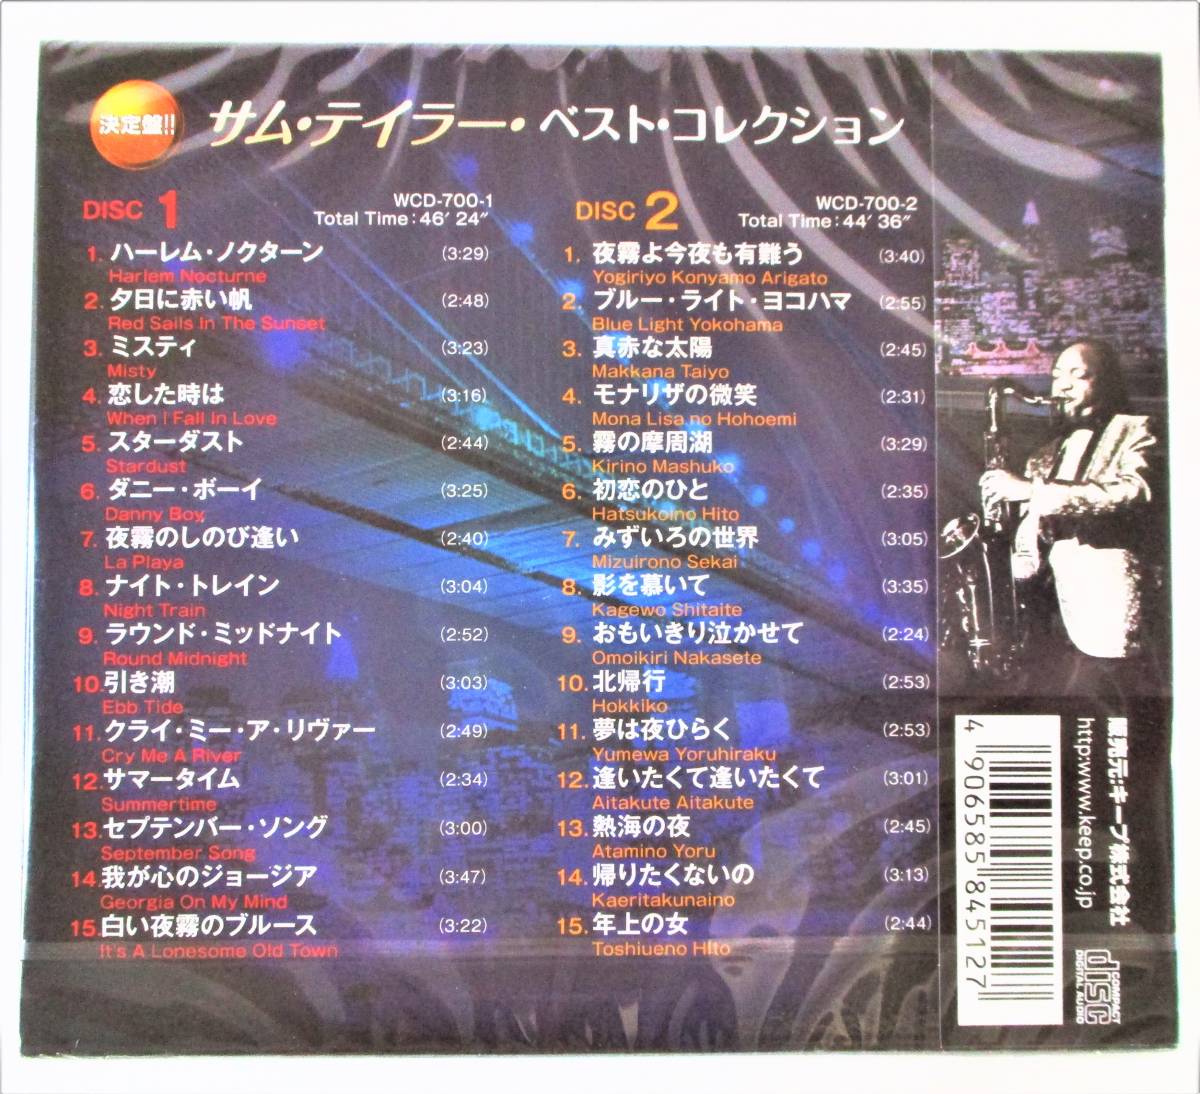 決定盤!! サム・テイラー・ベスト・コレクション
DISC 1
WCD-700-1
Total Time:46′ 24″
1. ハーレム・ノクターン (3:29)
Harlem Nocturne
2. 夕日に赤い帆 (2:48)
Red Sails In The Sunset
3. ミスティ (3:23)
Misty
4. 恋した時は (3:16)
When I Fall In Love
5. スターダスト (2:44)
Stardust
6. ダニー・ボーイ (3:25)
Danny Boy
7. 夜霧のしのび逢い (2:40)
La Playa
8. ナイト・トレイン (3:04)
Night Train
9. ラウンド・ミッドナイト (2:52)
Round Midnight
10. 引き潮 (3:03)
Ebb Tide
11. クライ・ミー・ア・リヴァー (2:49)
Cry Me A River
12. サマータイム (2:34)
Summertime
13. セプテンバー・ソング (3:00)
September Song
14. 我が心のジョージア (3:47)
Georgia On My Mind
15. 白い夜霧のブルース (3:22)
It's A Lonesome Old Town
DISC 2
WCD-700-2
Total Time:44′ 36″
1. 夜霧よ今夜も有難う (3:40)
Yogiriyo Konyamo Arigato
2. ブルー・ライト・ヨコハマ (2:55)
Blue Light Yokohama
3. 真赤な太陽 (2:45)
Makkana Taiyo
4. モナリザの微笑 (2:31)
Mona Lisa no Hohoemi
5. 霧の摩周湖 (3:29)
Kirino Mashuko
6. 初恋のひと (2:35)
Hatsukoino Hito
7. みずいろの世界 (3:05)
Mizuirono Sekai
8. 影を慕いて (3:35)
Kagewo Shitaite
9. おもいきり泣かせて (2:24)
Omoikiri Nakasete
10. 北帰行 (2:53)
Hokkiko
11. 夢は夜ひらく (2:53)
Yumewa Yoruhiraku
12. 逢いたくて逢いたくて (3:01)
Aitakute Aitakute
13. 熱海の夜 (2:45)
Atamino Yoru
14. 帰りたくないの (3:13)
Kaeritakunaino
15. 年上の女 (2:44)
Toshiueno Hito
販売元:キープ株式会社
http:www.keep.co.jp
4 906585 845127
COMPACT
disc
DIGITAL AUDIO